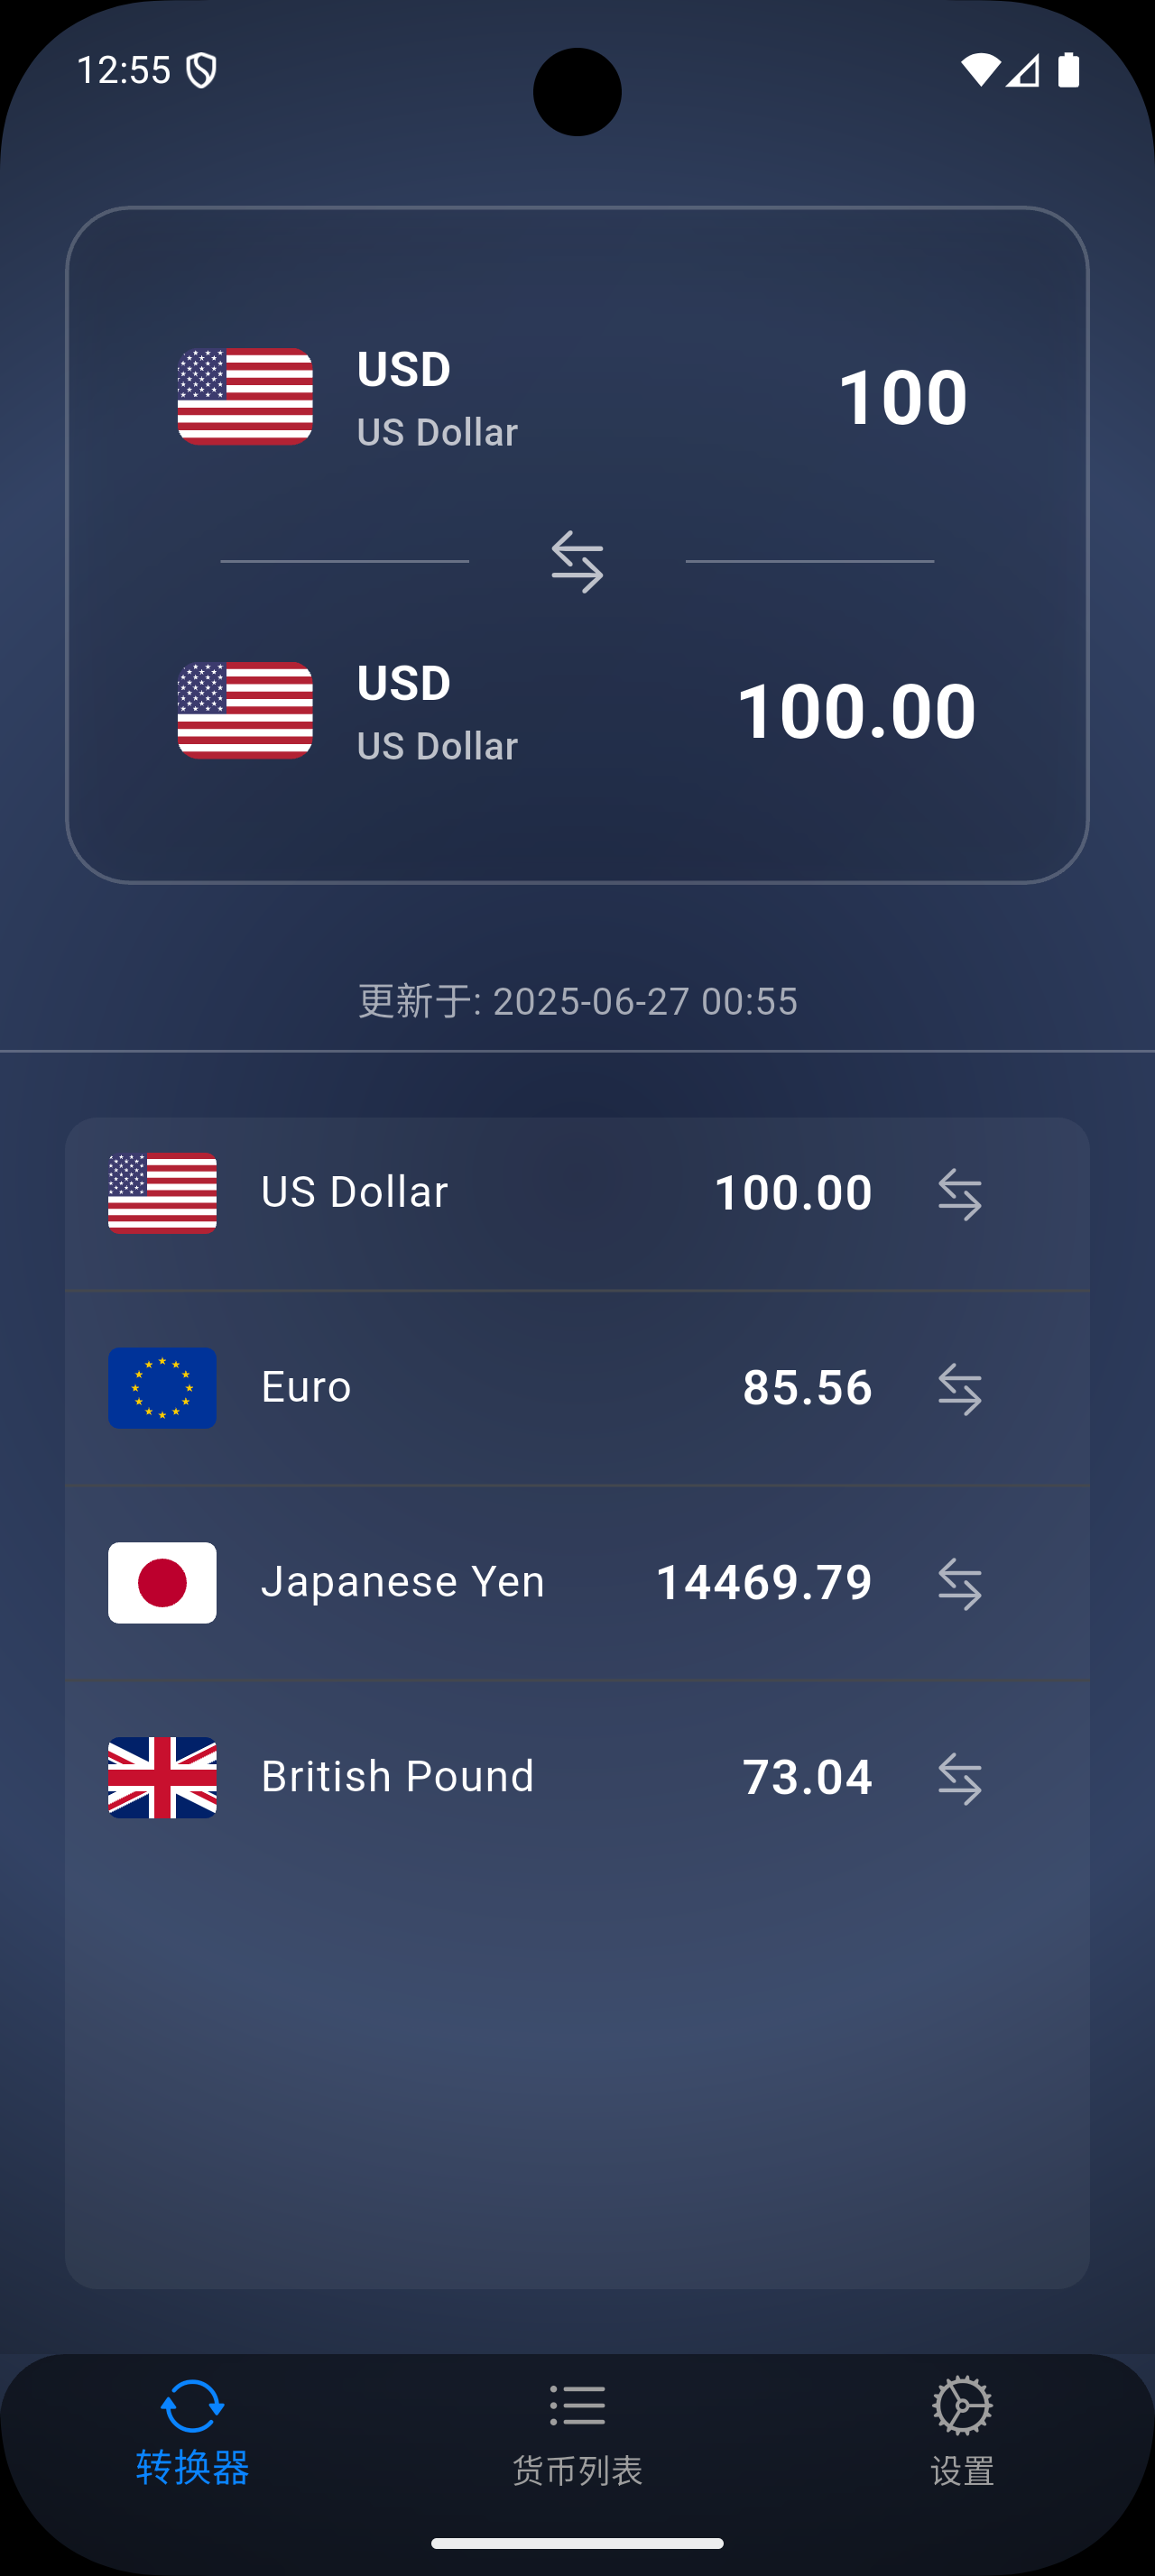 12:55
USD
US Dollar
100
USD
US Dollar
100.00
更新于: 2025-06-27 00:55
US Dollar 100.00
Euro 85.56
Japanese Yen 14469.79
British Pound 73.04
转换器 货币列表 设置